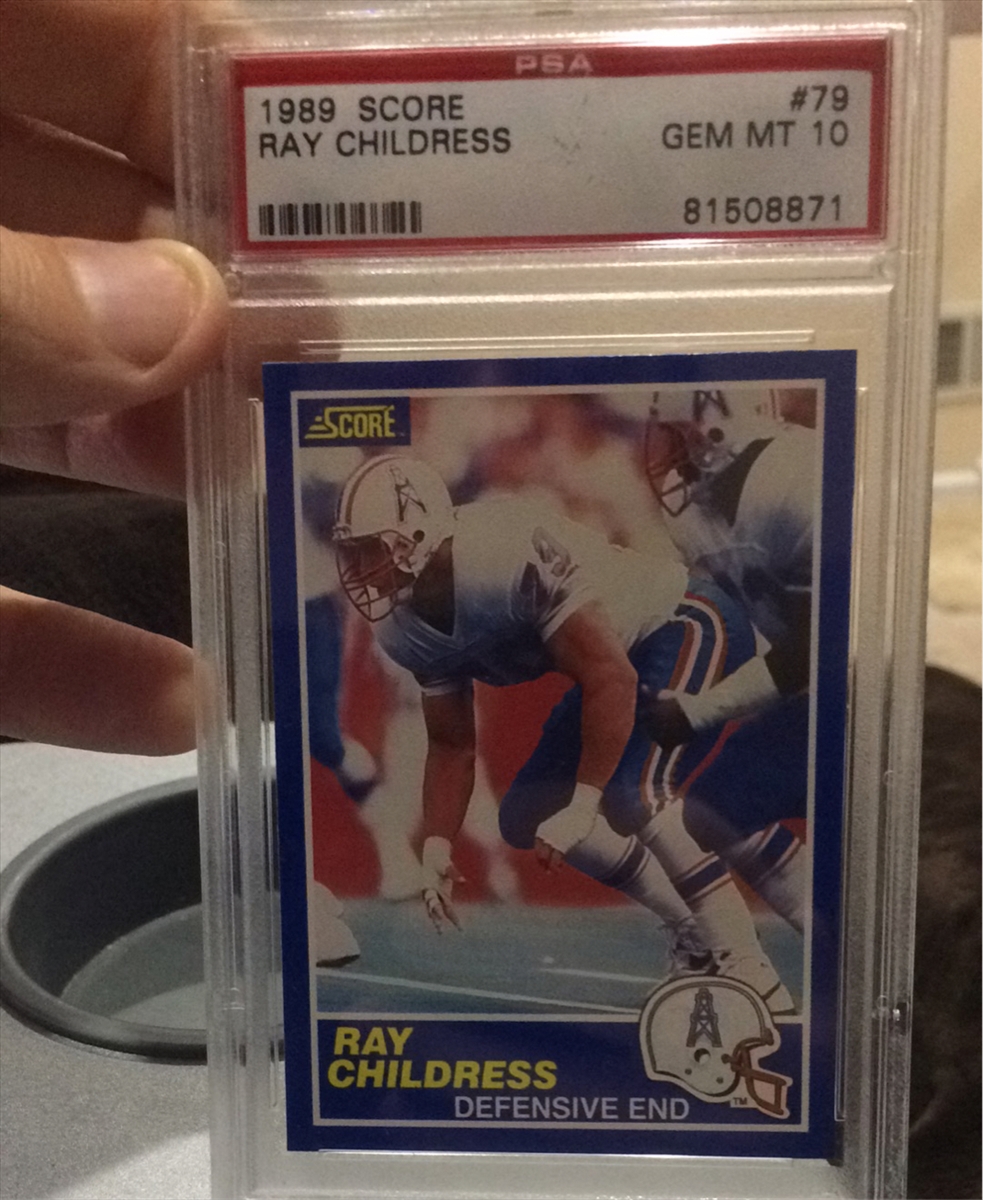 PSA
1989 SCORE #79
RAY CHILDRESS GEM MT 10
81508871
SCORE
RAY
CHILDRESS
DEFENSIVE END
TM